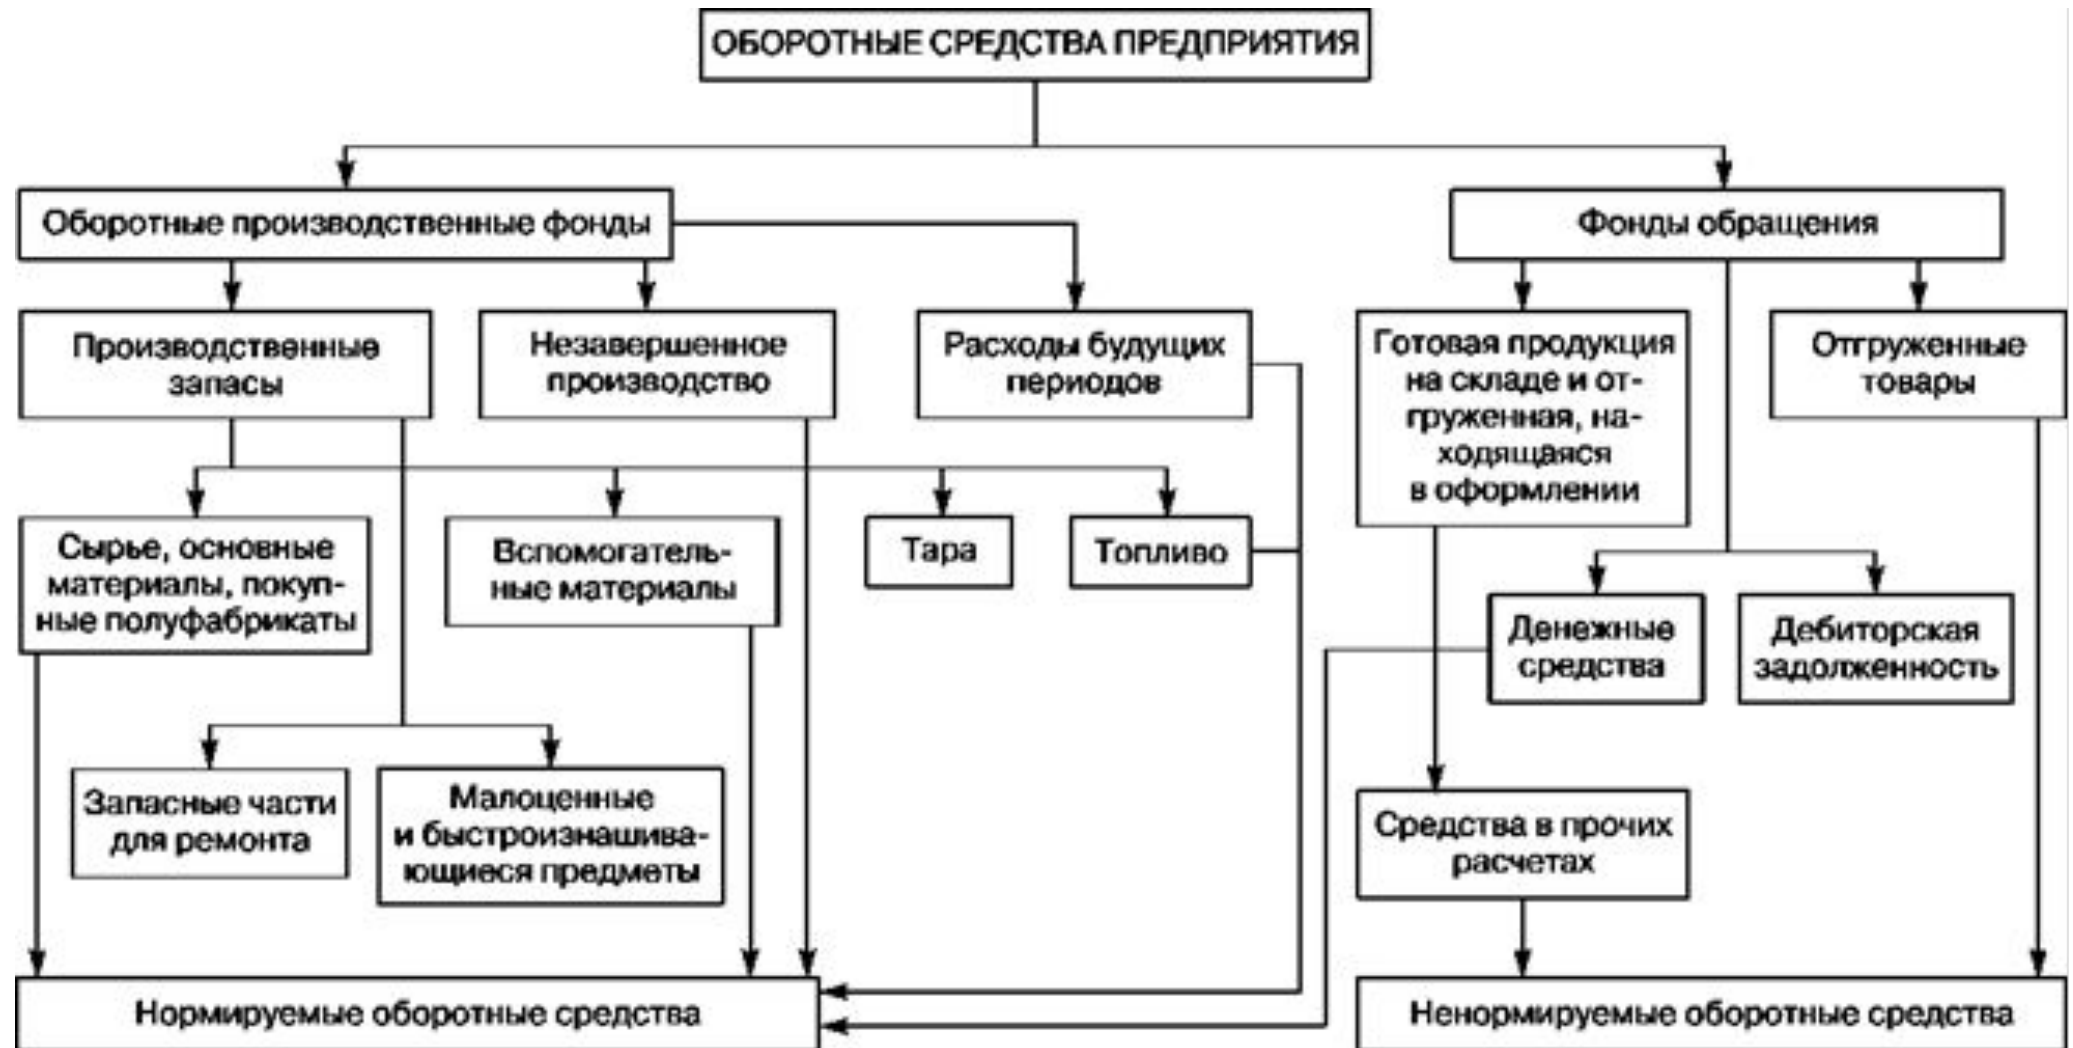 ОБОРОТНЫЕ СРЕДСТВА ПРЕДПРИЯТИЯ
Оборотные производственные фонды
Фонды обращения
Производственные
запасы
Незавершенное
производство
Расходы будущих
периодов
Готовая продукция
на складе и от-
груженная, на-
ходящаяся
в оформлении
Отгруженные
товары
Сырье, основные
материалы, покуп-
ные полуфабрикаты
Вспомогатель-
ные материалы
Тара
Топливо
Денежные
средства
Дебиторская
задолженность
Запасные части
для ремонта
Малоценные
и быстроизнашива-
ющиеся предметы
Средства в прочих
расчетах
Нормируемые оборотные средства
Ненормируемые оборотные средства